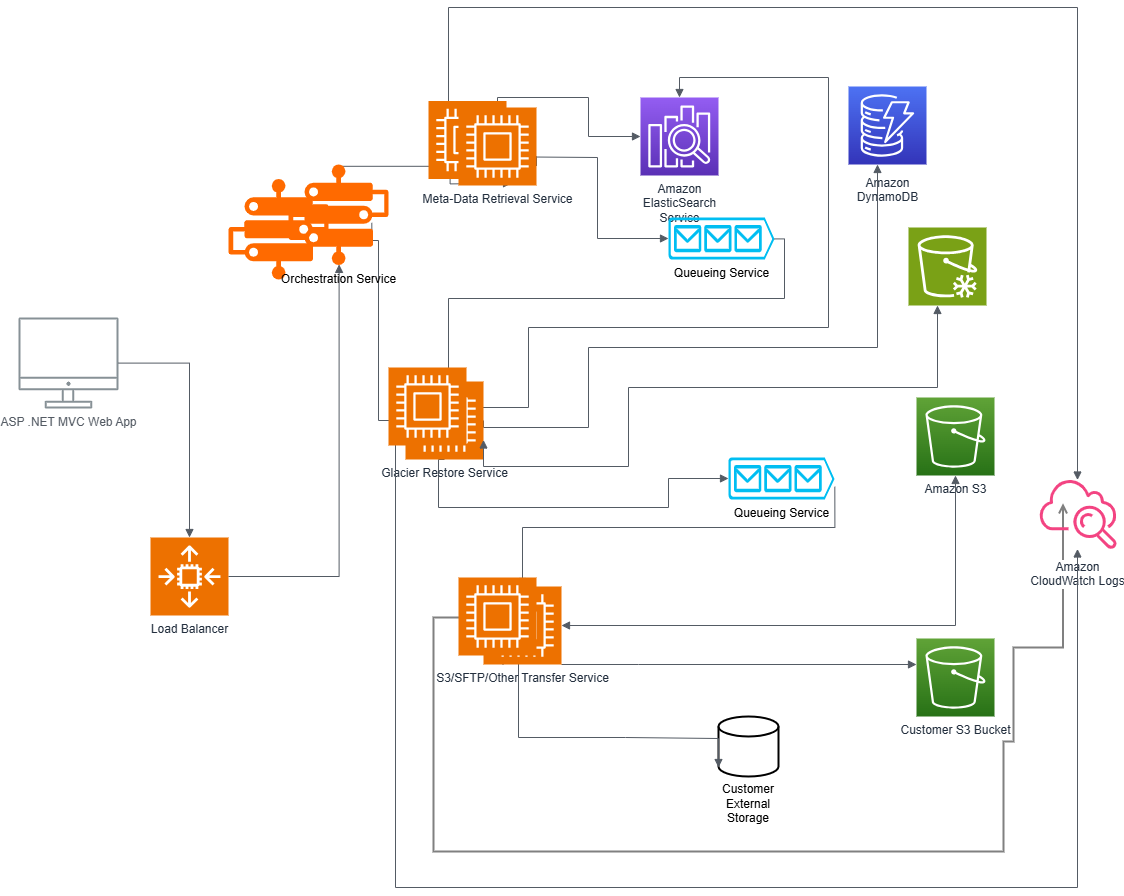 Meta-Data Retrieval Service
Amazon
ElasticSearch
Service
Amazon
DynamoDB
Queueing Service
Orchestration Service
ASP .NET MVC Web App
Glacier Restore Service
Amazon S3
Queueing Service
Amazon
CloudWatch Logs
Load Balancer
S3/SFTP/Other Transfer Service
Customer S3 Bucket
Customer
External
Storage